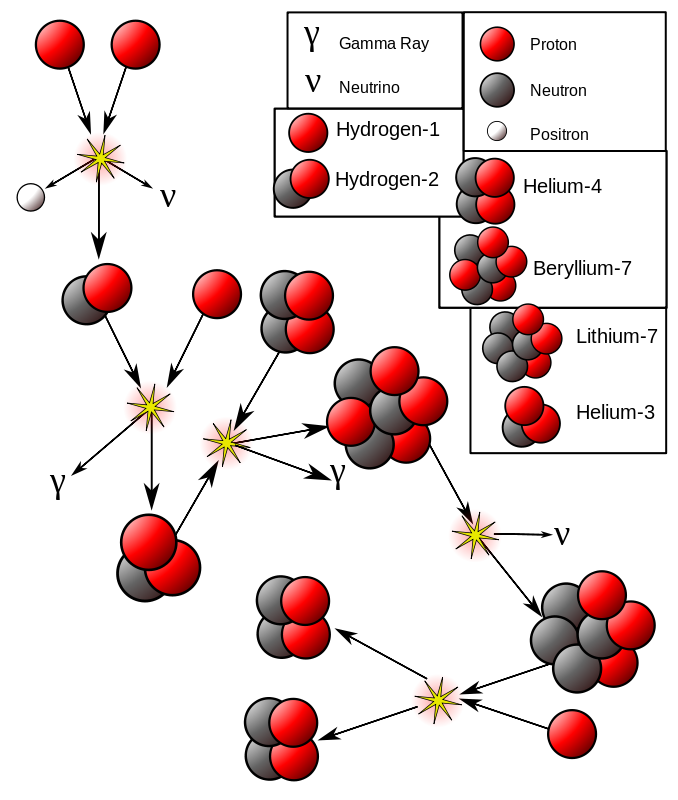 γ Gamma Ray
ν Neutrino
Proton
Neutron
Positron
Hydrogen-1
Hydrogen-2
Helium-4
Beryllium-7
Lithium-7
Helium-3
ν
γ
γ
ν